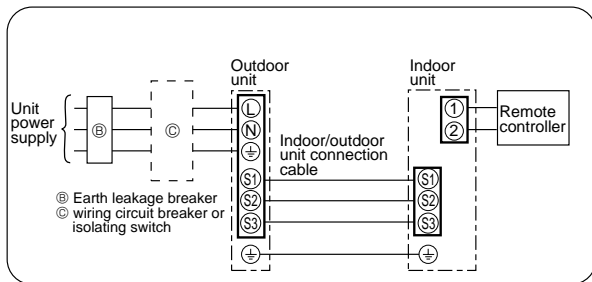 Outdoor
unit
Indoor
unit
Unit
power
supply
Ⓑ
Ⓒ
L
N
S1
S2
S3
Indoor/outdoor
unit connection
cable
1
2
Remote
controller
S1
S2
S3
Ⓑ Earth leakage breaker
Ⓒ wiring circuit breaker or
isolating switch